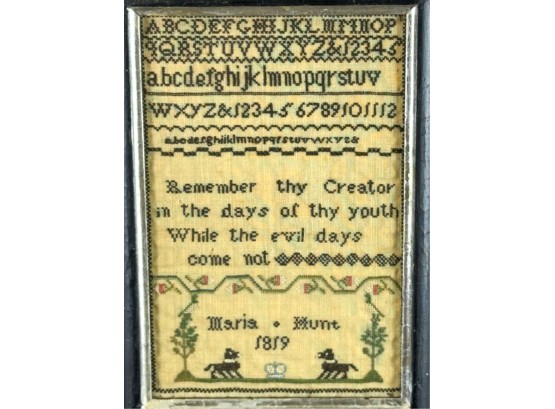 ABCDEFGHIJKLMNOP
QRSTUVWXYZ&12345
abcdefghijklmnopqrstuv
WXYZ&123456789101112
abcdefghijklmnopqrstuvwxyz&
Remember thy Creator
in the days of thy youth
While the evil days
come not
Maria Hunt
1819